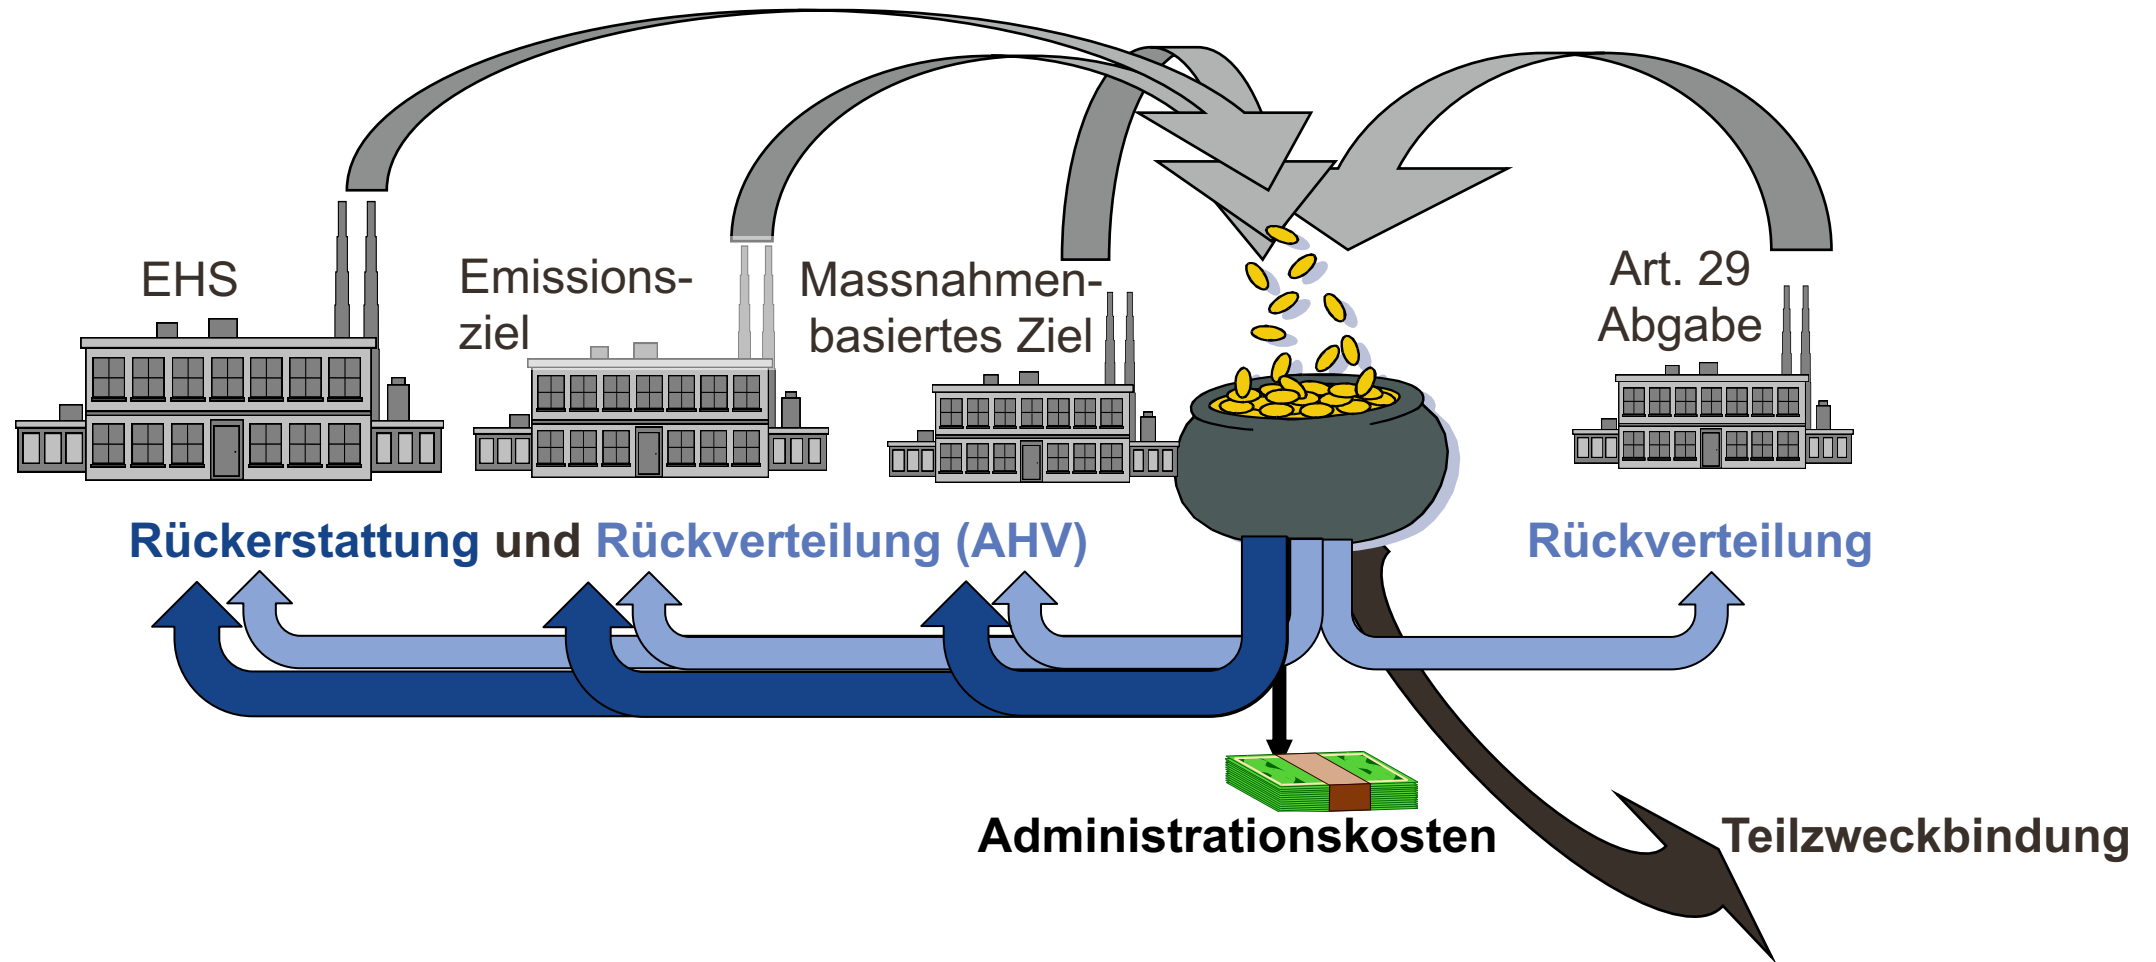 EHS
Emissions-
ziel
Massnahmen-
basiertes Ziel
Art. 29
Abgabe
Rückerstattung und Rückverteilung (AHV)
Rückverteilung
Administrationskosten
Teilzweckbindung